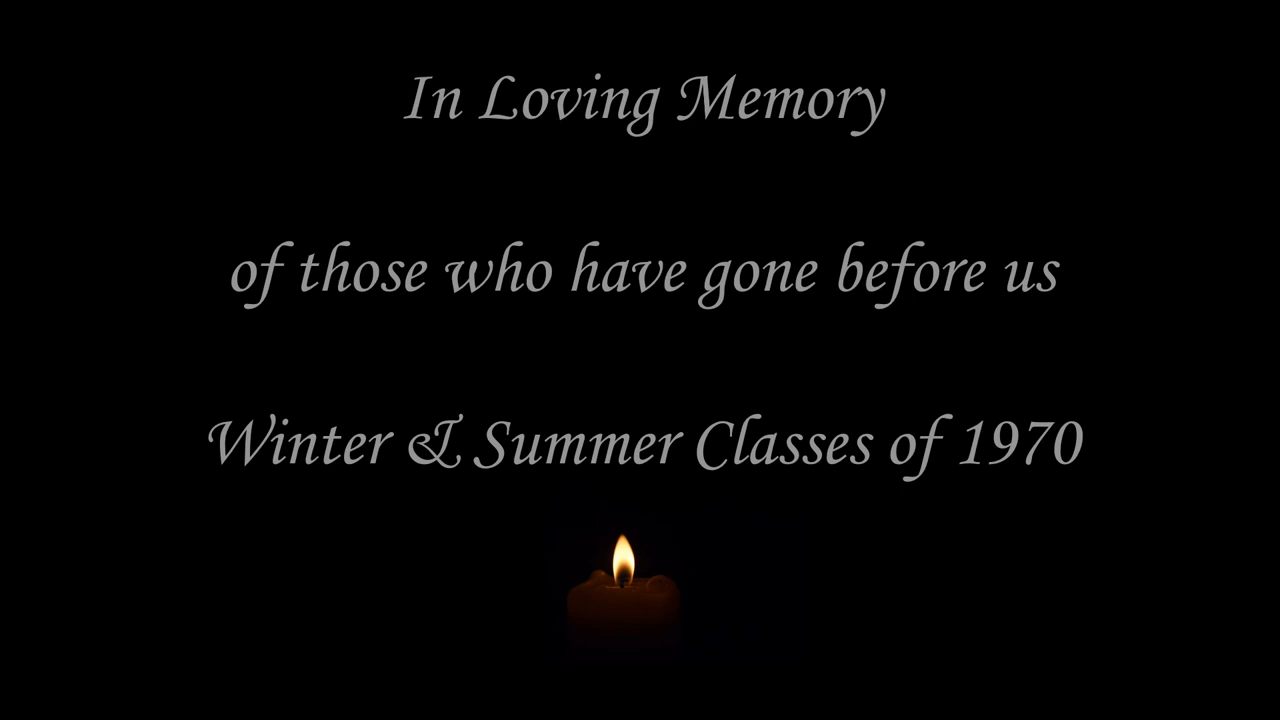 In Loving Memory
of those who have gone before us
Winter & Summer Classes of 1970